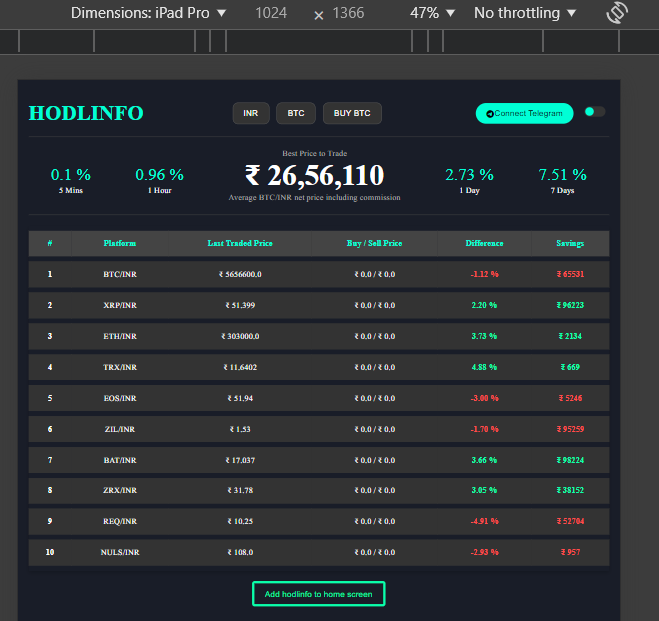 Dimensions: iPad Pro ▼ 1024 × 1366 47% ▼ No throttling ▼
HODLINFO INR BTC BUY BTC Connect Telegram
Best Price to Trade
0.1 % 0.96 % ₹ 26,56,110 2.73 % 7.51 %
5 Mins 1 Hour Average BTC/INR net price including commission 1 Day 7 Days
# Platform Last Traded Price Buy / Sell Price Difference Savings
1 BTC/INR ₹ 5656600.0 ₹ 0.0 / ₹ 0.0 -1.12 % ₹ 65531
2 XRP/INR ₹ 51.399 ₹ 0.0 / ₹ 0.0 2.20 % ₹ 96223
3 ETH/INR ₹ 303000.0 ₹ 0.0 / ₹ 0.0 3.73 % ₹ 2134
4 TRX/INR ₹ 11.6402 ₹ 0.0 / ₹ 0.0 4.88 % ₹ 669
5 EOS/INR ₹ 51.94 ₹ 0.0 / ₹ 0.0 -3.00 % ₹ 5246
6 ZIL/INR ₹ 1.53 ₹ 0.0 / ₹ 0.0 -1.70 % ₹ 95259
7 BAT/INR ₹ 17.037 ₹ 0.0 / ₹ 0.0 3.66 % ₹ 98224
8 ZRX/INR ₹ 31.78 ₹ 0.0 / ₹ 0.0 3.05 % ₹ 38152
9 REQ/INR ₹ 10.25 ₹ 0.0 / ₹ 0.0 -4.91 % ₹ 52704
10 NULS/INR ₹ 108.0 ₹ 0.0 / ₹ 0.0 -2.93 % ₹ 957
Add hodlinfo to home screen